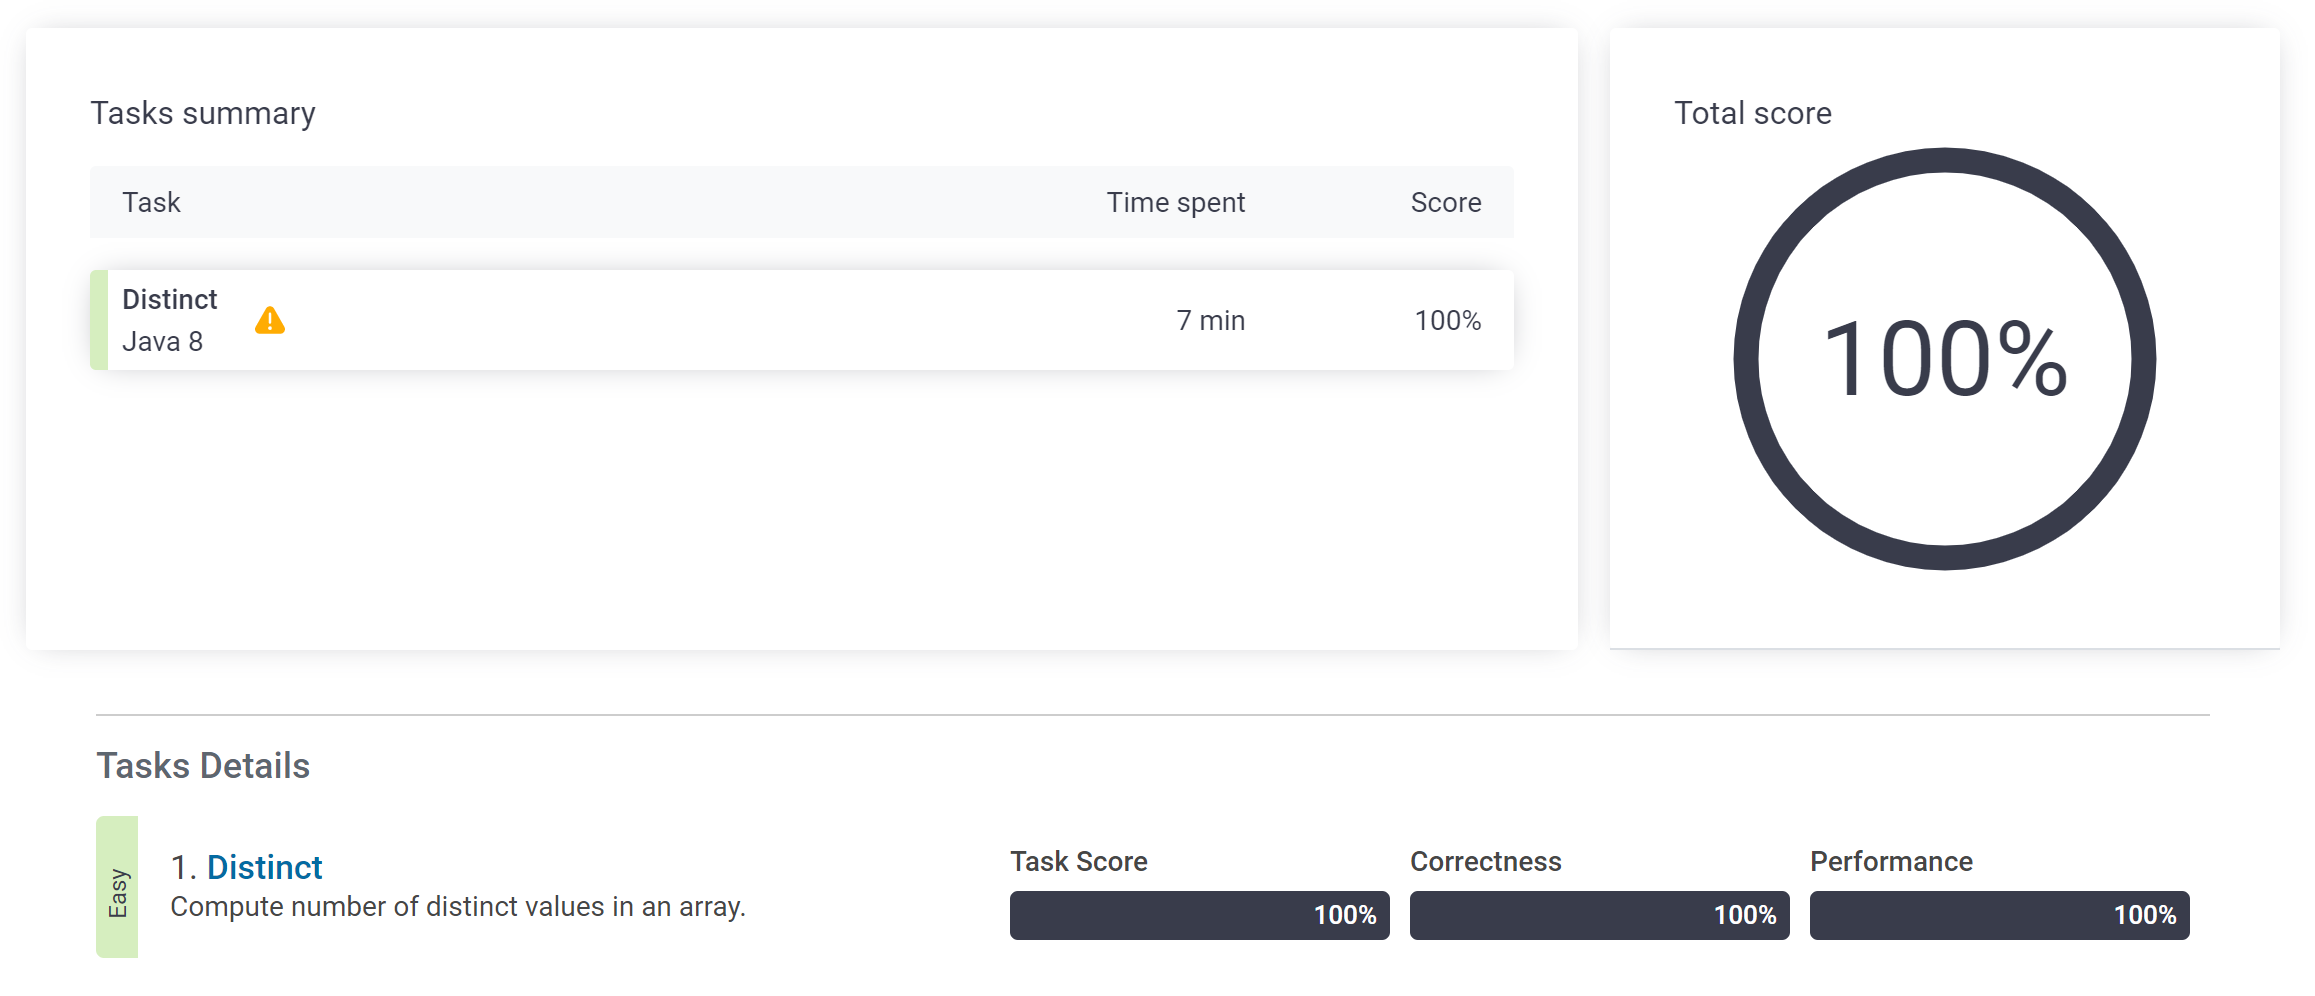 Tasks summary
Total score
Task Time spent Score
Distinct
Java 8
7 min 100%
100%
Tasks Details
Easy
1. Distinct
Compute number of distinct values in an array.
Task Score
100%
Correctness
100%
Performance
100%